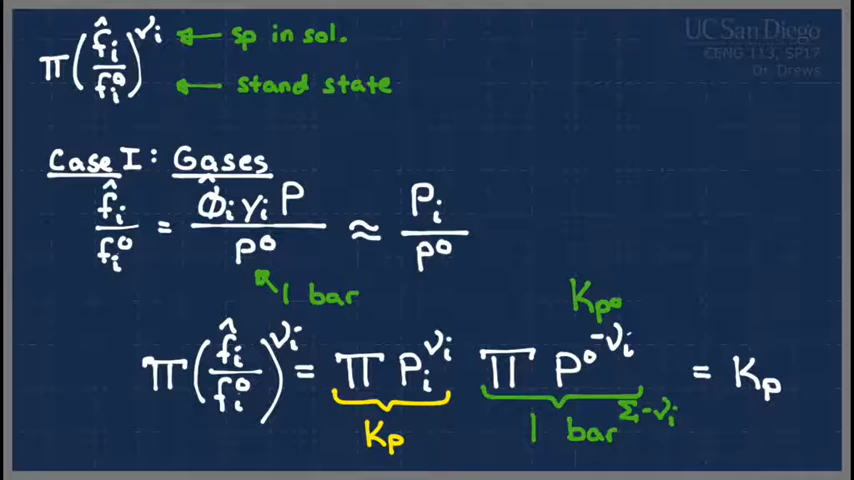 π(f̂ᵢ/fᵢ°)^νᵢ ← sp in sol.
← stand state
UC San Diego
CENG 113, SP17
Dr. Drews
Case I: Gases
f̂ᵢ/fᵢ° = φ̂ᵢ yᵢ P/P° ≈ Pᵢ/P°
1 bar
Kp°
π(f̂ᵢ/fᵢ°)^νᵢ = π Pᵢ^νᵢ π P°^-νᵢ = Kp
Kp
1 bar^Σᵢ-νᵢ